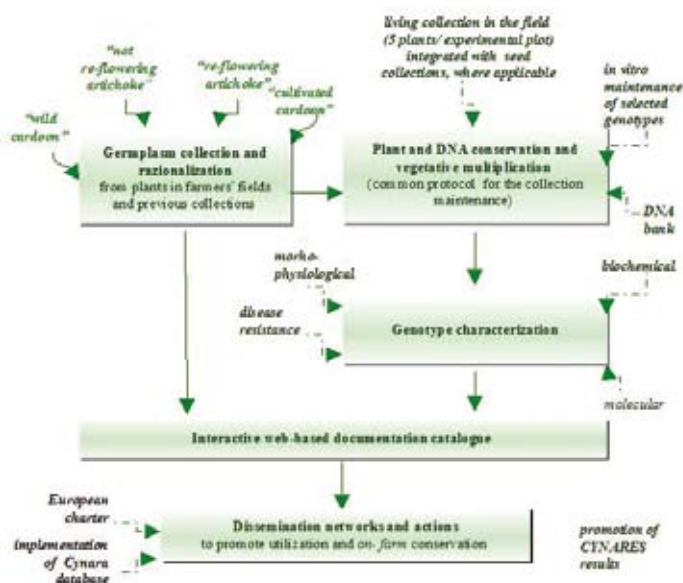 living collection in the field
(5 plants/ experimental plot)
integrated with seed
collections, where applicable
"not
re-flowering
artichoke"
"re-flowering
artichoke"
"cultivated
cardoon"
"wild
cardoon"
in vitro
maintenance
of selected
genotypes
Germplasm collection and
razionalization
from plants in farmers' fields
and previous collections
Plant and DNA conservation and
vegetative multiplication
(common protocol for the collection
maintenance)
DNA
bank
morho-
physiological
biochemical
disease
resistance
Genotype characterization
molecular
Interactive web-based documentation catalogue
European
charter
implementation
of Cynara
database
Dissemination networks and actions
to promote utilization and on- farm conservation
promotion of
CYNARES
results